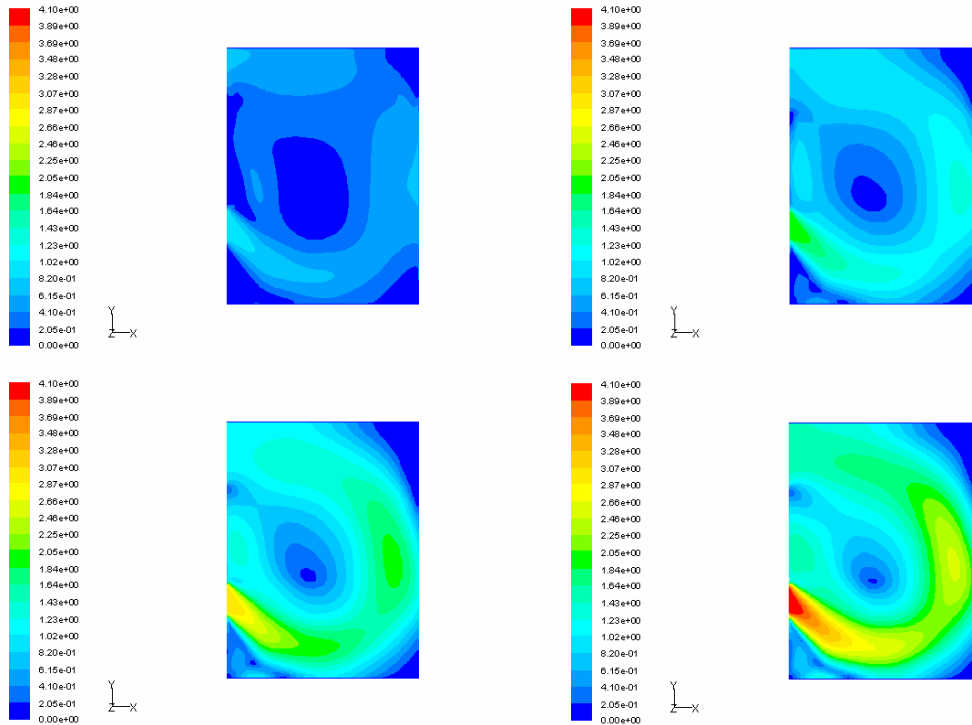 4.10e+00
3.89e+00
3.69e+00
3.48e+00
3.28e+00
3.07e+00
2.87e+00
2.66e+00
2.46e+00
2.25e+00
2.05e+00
1.84e+00
1.64e+00
1.43e+00
1.23e+00
1.02e+00
8.20e-01
6.15e-01
4.10e-01
2.05e-01
0.00e+00
Y
Z X
4.10e+00
3.89e+00
3.69e+00
3.48e+00
3.28e+00
3.07e+00
2.87e+00
2.66e+00
2.46e+00
2.25e+00
2.05e+00
1.84e+00
1.64e+00
1.43e+00
1.23e+00
1.02e+00
8.20e-01
6.15e-01
4.10e-01
2.05e-01
0.00e+00
Y
Z X
4.10e+00
3.89e+00
3.69e+00
3.48e+00
3.28e+00
3.07e+00
2.87e+00
2.66e+00
2.46e+00
2.25e+00
2.05e+00
1.84e+00
1.64e+00
1.43e+00
1.23e+00
1.02e+00
8.20e-01
6.15e-01
4.10e-01
2.05e-01
0.00e+00
Y
Z X
4.10e+00
3.89e+00
3.69e+00
3.48e+00
3.28e+00
3.07e+00
2.87e+00
2.66e+00
2.46e+00
2.25e+00
2.05e+00
1.84e+00
1.64e+00
1.43e+00
1.23e+00
1.02e+00
8.20e-01
6.15e-01
4.10e-01
2.05e-01
0.00e+00
Y
Z X